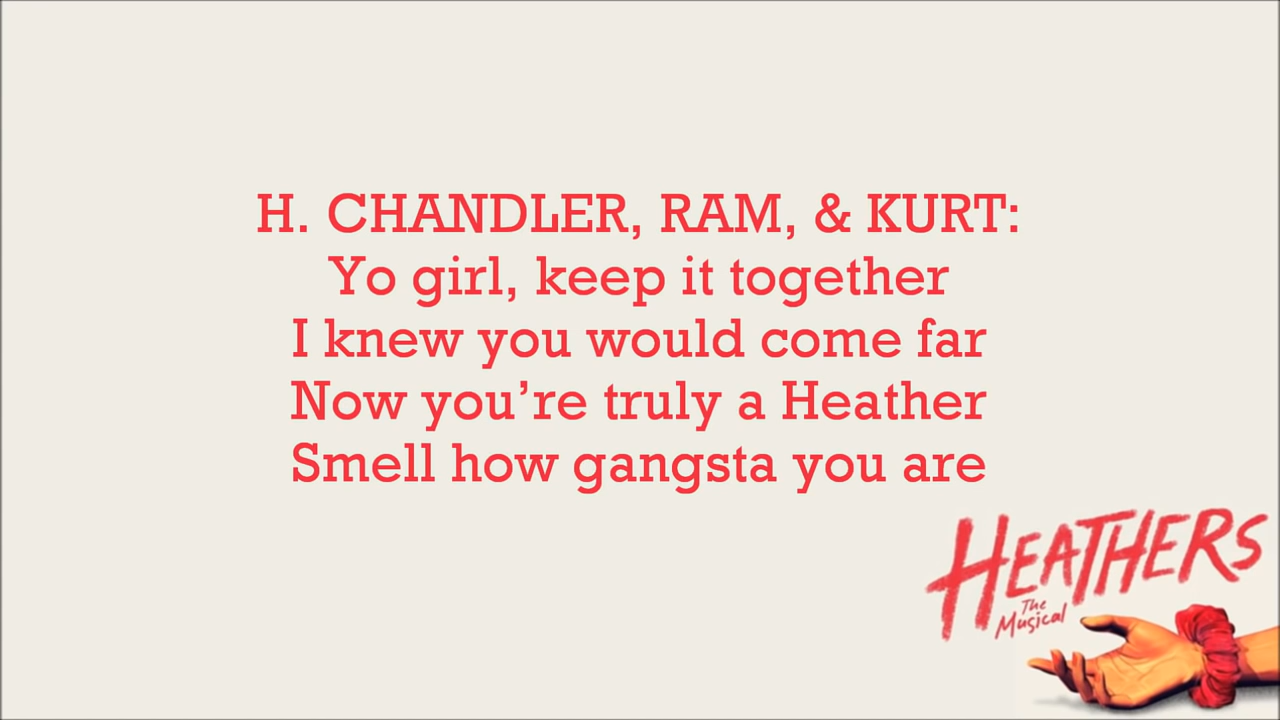 H. CHANDLER, RAM, & KURT:
Yo girl, keep it together
I knew you would come far
Now you’re truly a Heather
Smell how gangsta you are
HEATHERS
The
Musical